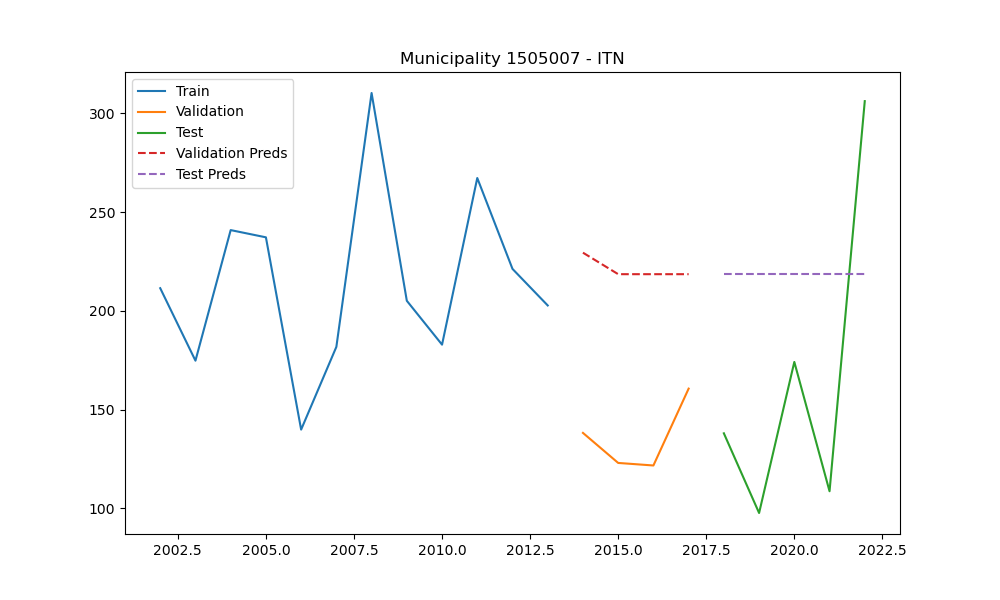 Municipality 1505007 - ITN
Train
Validation
Test
Validation Preds
Test Preds
300
250
200
150
100
2002.5 2005.0 2007.5 2010.0 2012.5 2015.0 2017.5 2020.0 2022.5